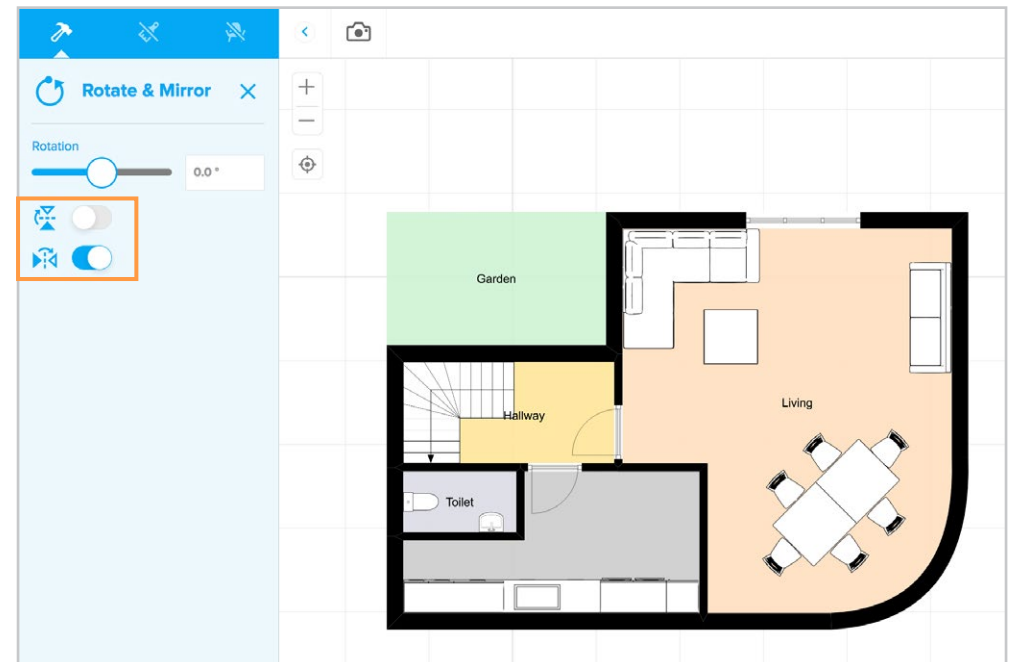 Rotate & Mirror
Rotation
0.0 °
Garden
Hallway
Living
Toilet